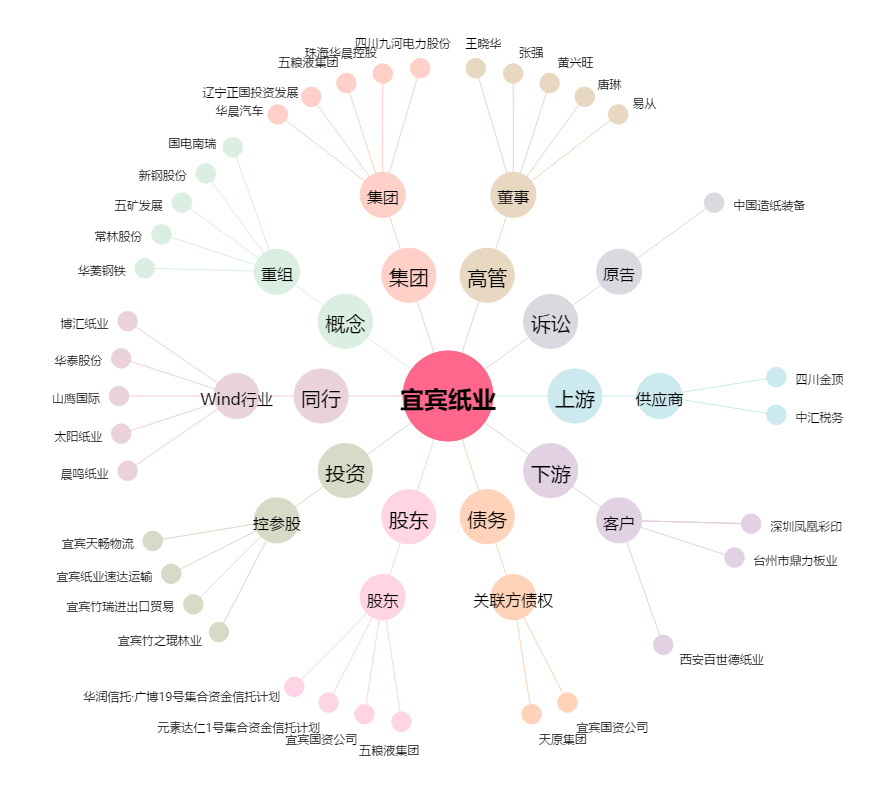 四川九河电力股份
王晓华
珠海华晨控股
张强
五粮液集团
黄兴旺
辽宁正国投资发展
唐琳
华晨汽车
易从
国电南瑞
新钢股份
集团
董事
五矿发展
中国造纸装备
常林股份
华菱钢铁
重组
集团
高管
原告
博汇纸业
概念
诉讼
华泰股份
四川金顶
山鹰国际
Wind行业
同行
宜宾纸业
上游
供应商
中汇税务
太阳纸业
晨鸣纸业
投资
下游
控参股
股东
债务
客户
深圳凤凰彩印
宜宾天畅物流
台州市鼎力板业
宜宾纸业速达运输
宜宾竹瑞进出口贸易
股东
关联方债权
宜宾竹之琨林业
西安百世德纸业
华润信托·广博19号集合资金信托计划
元素达仁1号集合资金信托计划
宜宾国资公司
宜宾国资公司
天原集团
五粮液集团